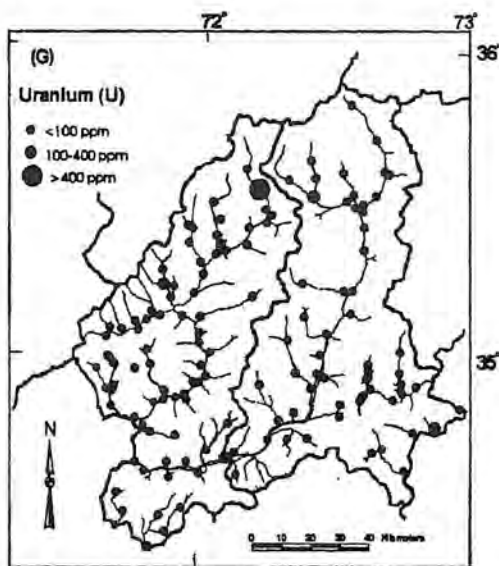 72° 73°
36°
(G)
Uranium (U)
<100 ppm
100-400 ppm
>400 ppm
35°
N
0 10 20 30 40 Kilometers